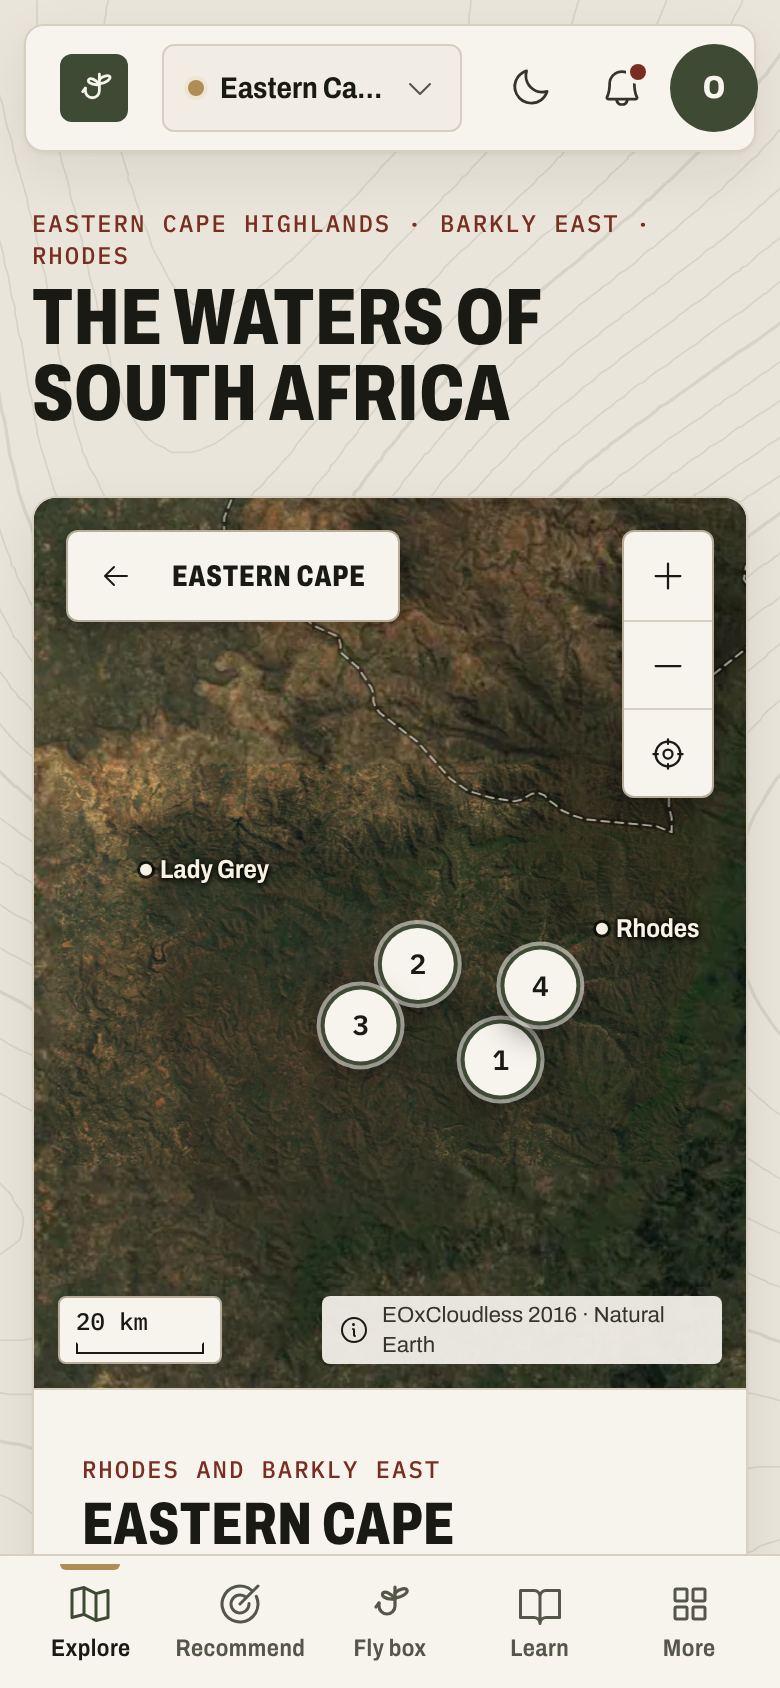 Eastern Ca...
O
EASTERN CAPE HIGHLANDS · BARKLY EAST ·
RHODES
THE WATERS OF
SOUTH AFRICA
EASTERN CAPE
Lady Grey
Rhodes
2
4
3
1
20 km
EOxCloudless 2016 · Natural
Earth
RHODES AND BARKLY EAST
EASTERN CAPE
Explore
Recommend
Fly box
Learn
More